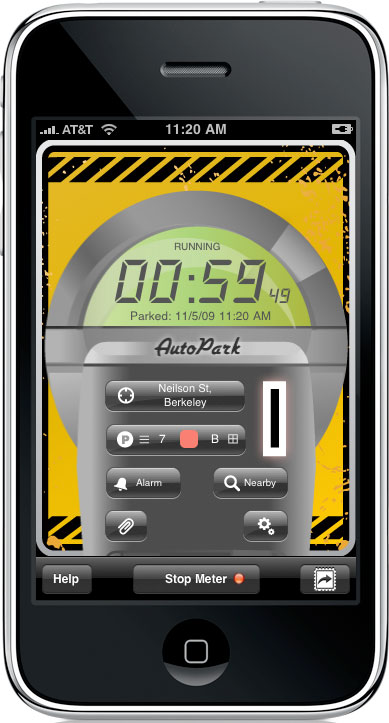 AT&T 11:20 AM
RUNNING
00:59 49
Parked: 11/5/09 11:20 AM
AutoPark
Neilson St,
Berkeley
P 7 B
Alarm Nearby
Help Stop Meter